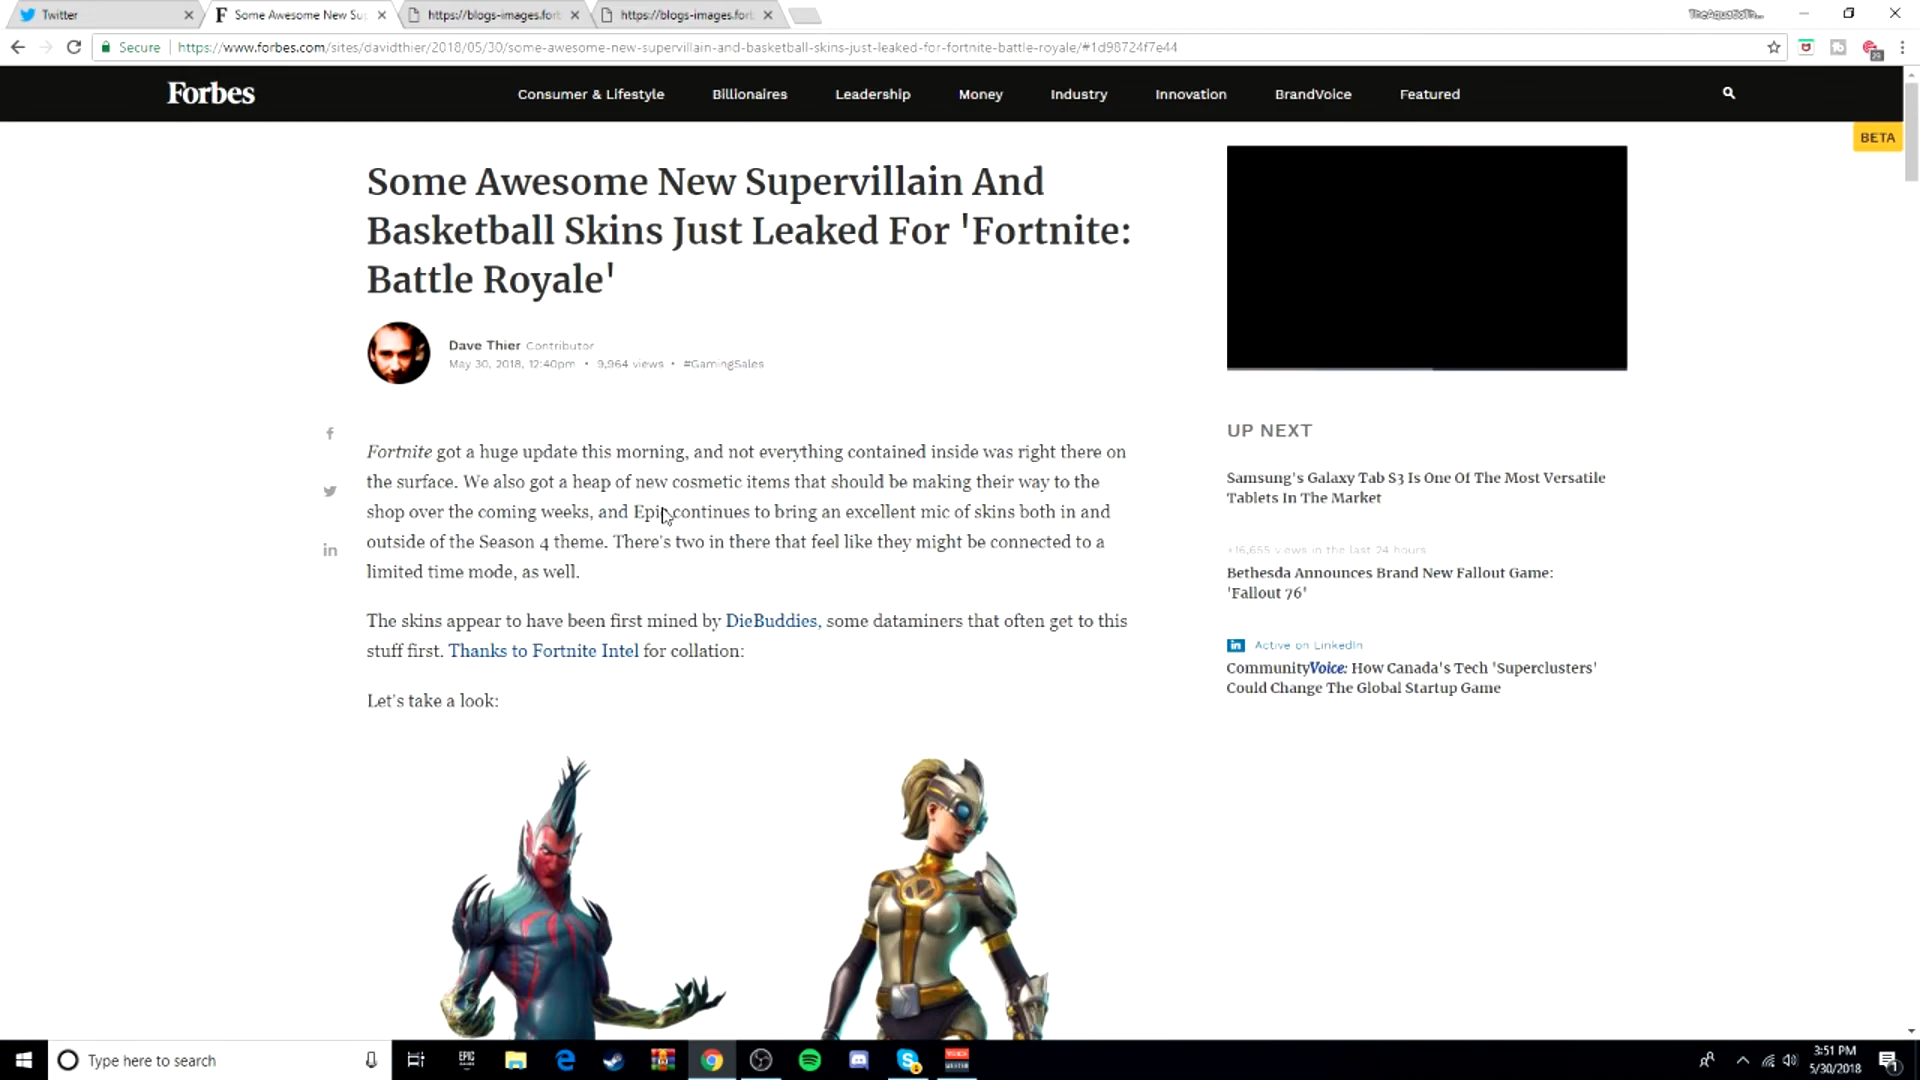 Twitter
Some Awesome New Su
https://blogs-images.for
https://blogs-images.for
Secure
https://www.forbes.com/sites/davidthier/2018/05/30/some-awesome-new-supervillain-and-basketball-skins-just-leaked-for-fortnite-battle-royale/#1d98724f7e44
Forbes
Consumer & Lifestyle
Billionaires
Leadership
Money
Industry
Innovation
BrandVoice
Featured
BETA
Some Awesome New Supervillain And
Basketball Skins Just Leaked For 'Fortnite:
Battle Royale'
Dave Thier Contributor
May 30, 2018, 12:40pm • 9,964 views • #GamingSales
Fortnite got a huge update this morning, and not everything contained inside was right there on
the surface. We also got a heap of new cosmetic items that should be making their way to the
shop over the coming weeks, and Epic continues to bring an excellent mic of skins both in and
outside of the Season 4 theme. There's two in there that feel like they might be connected to a
limited time mode, as well.
The skins appear to have been first mined by DieBuddies, some dataminers that often get to this
stuff first. Thanks to Fortnite Intel for collation:
Let's take a look:
UP NEXT
Samsung's Galaxy Tab S3 Is One Of The Most Versatile
Tablets In The Market
+16,655 views in the last 24 hours
Bethesda Announces Brand New Fallout Game:
'Fallout 76'
in Active on LinkedIn
CommunityVoice: How Canada's Tech 'Superclusters'
Could Change The Global Startup Game
Type here to search
EPIC
3:51 PM
5/30/2018